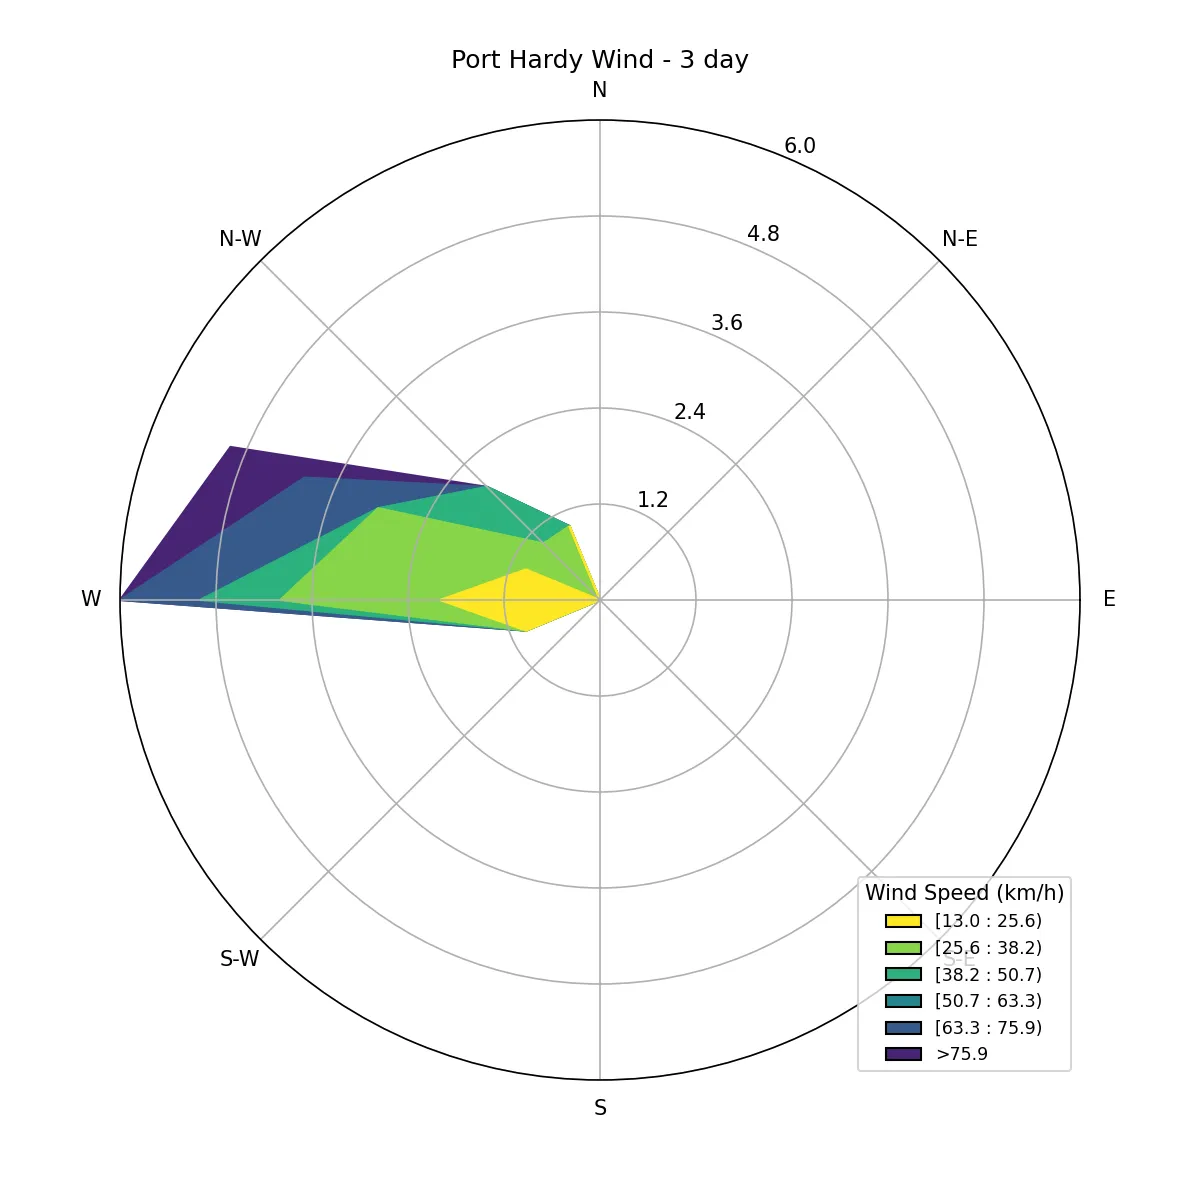 Port Hardy Wind - 3 day
N
6.0
N-W
N-E
4.8
3.6
2.4
1.2
W
E
S-W
S-E
S
Wind Speed (km/h)
[13.0 : 25.6)
[25.6 : 38.2)
[38.2 : 50.7)
[50.7 : 63.3)
[63.3 : 75.9)
>75.9